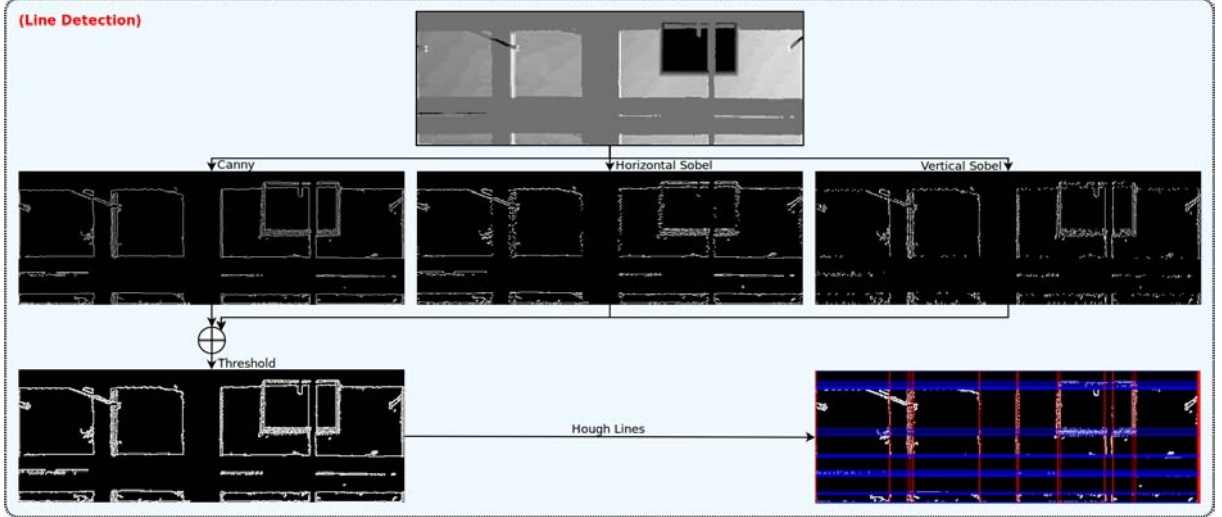 (Line Detection)
Canny
Horizontal Sobel
Vertical Sobel
Threshold
Hough Lines